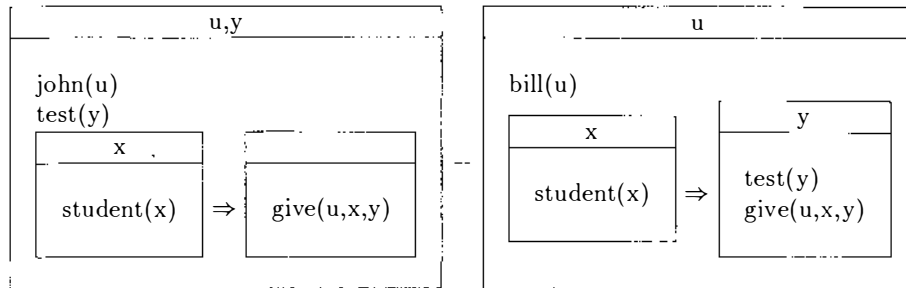 u,y
john(u)
test(y)
x
student(x) ⇒ give(u,x,y)
u
bill(u)
x
student(x) ⇒
y
test(y)
give(u,x,y)